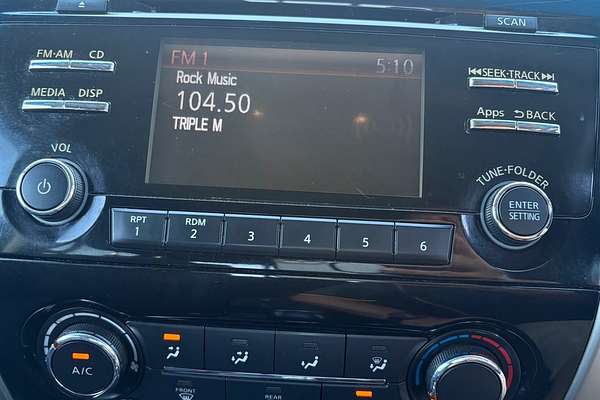 SCAN
FM·AM CD
MEDIA DISP
FM 1 5:10
Rock Music
104.50
TRIPLE M
SEEK·TRACK
Apps BACK
VOL
TUNE·FOLDER
ENTER
SETTING
RPT
1
RDM
2
3
4
5
6
A/C
FRONT
REAR